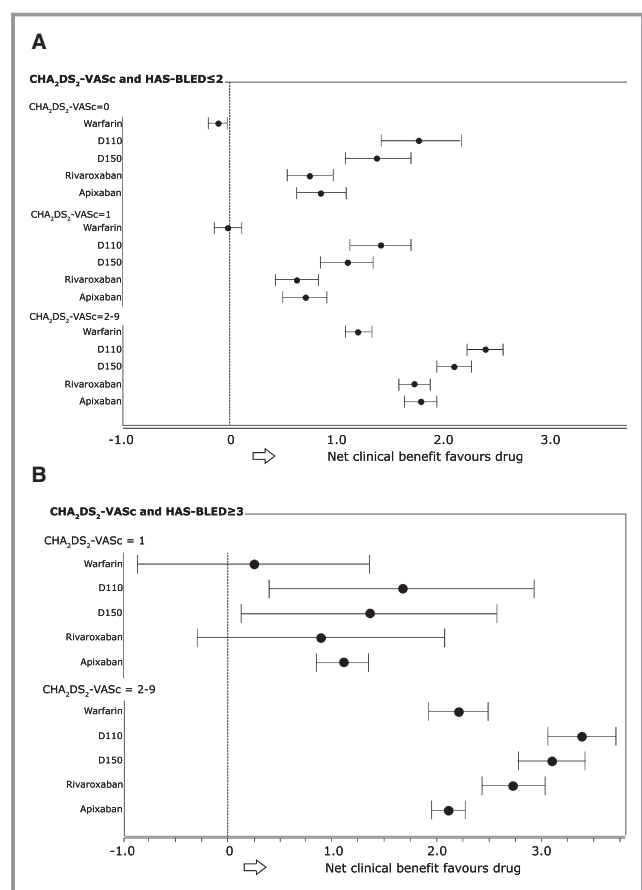 A
CHA₂DS₂-VASc and HAS-BLED≤2
CHA₂DS₂-VASc=0
Warfarin
D110
D150
Rivaroxaban
Apixaban
CHA₂DS₂-VASc=1
Warfarin
D110
D150
Rivaroxaban
Apixaban
CHA₂DS₂-VASc=2-9
Warfarin
D110
D150
Rivaroxaban
Apixaban
-1.0 0 1.0 2.0 3.0
Net clinical benefit favours drug
B
CHA₂DS₂-VASc and HAS-BLED≥3
CHA₂DS₂-VASc = 1
Warfarin
D110
D150
Rivaroxaban
Apixaban
CHA₂DS₂-VASc = 2-9
Warfarin
D110
D150
Rivaroxaban
Apixaban
-1.0 0 1.0 2.0 3.0
Net clinical benefit favours drug